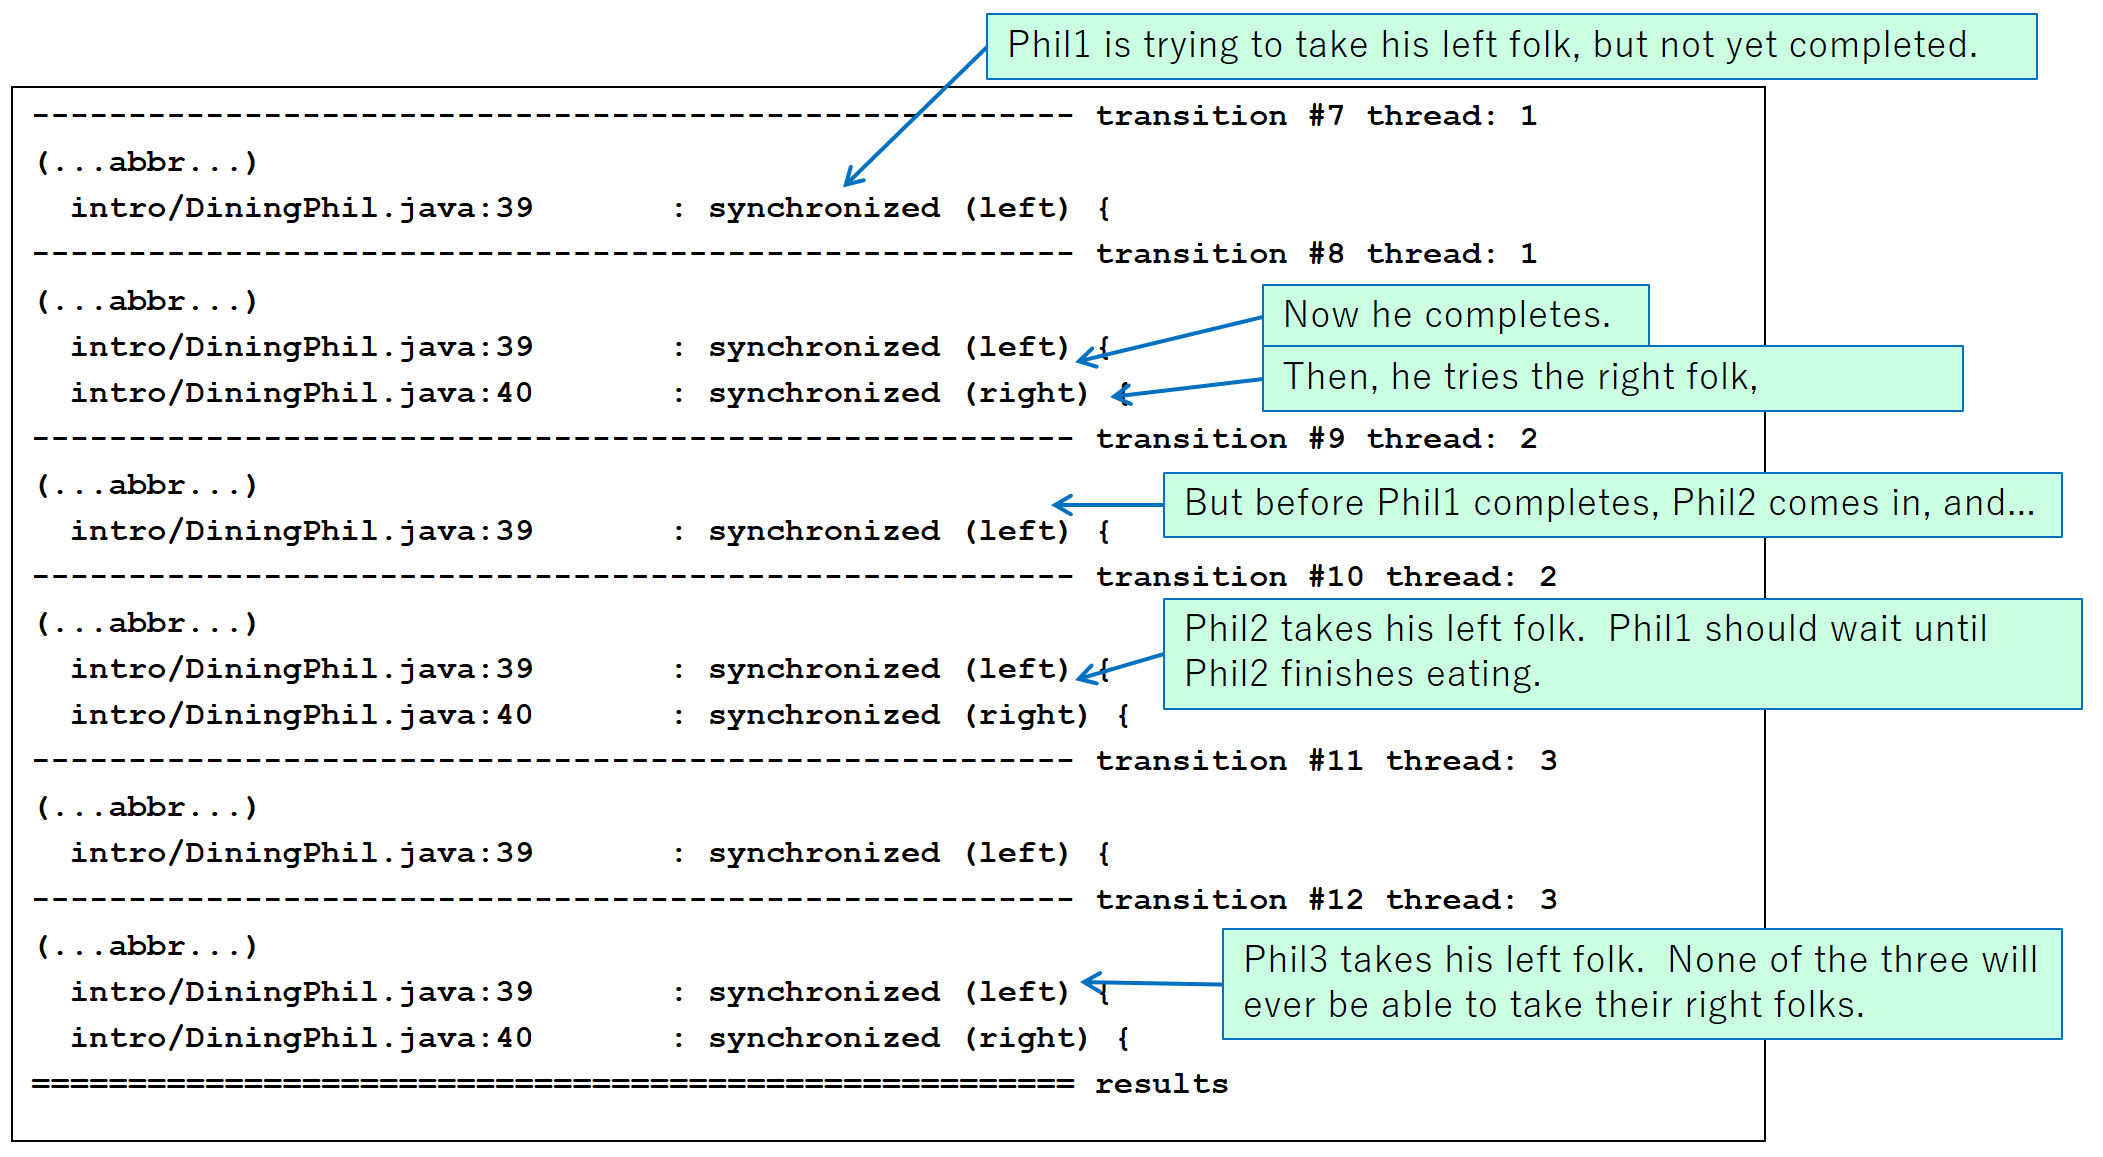 Phil1 is trying to take his left folk, but not yet completed.
------------------------------------------------------ transition #7 thread: 1
(...abbr...)
intro/DiningPhil.java:39 : synchronized (left) {
------------------------------------------------------ transition #8 thread: 1
(...abbr...)
Now he completes.
intro/DiningPhil.java:39 : synchronized (left) {
Then, he tries the right folk,
intro/DiningPhil.java:40 : synchronized (right) {
------------------------------------------------------ transition #9 thread: 2
(...abbr...)
But before Phil1 completes, Phil2 comes in, and...
intro/DiningPhil.java:39 : synchronized (left) {
------------------------------------------------------ transition #10 thread: 2
(...abbr...)
Phil2 takes his left folk.  Phil1 should wait until
Phil2 finishes eating.
intro/DiningPhil.java:39 : synchronized (left) {
intro/DiningPhil.java:40 : synchronized (right) {
------------------------------------------------------ transition #11 thread: 3
(...abbr...)
intro/DiningPhil.java:39 : synchronized (left) {
------------------------------------------------------ transition #12 thread: 3
(...abbr...)
Phil3 takes his left folk.  None of the three will
ever be able to take their right folks.
intro/DiningPhil.java:39 : synchronized (left) {
intro/DiningPhil.java:40 : synchronized (right) {
====================================================== results